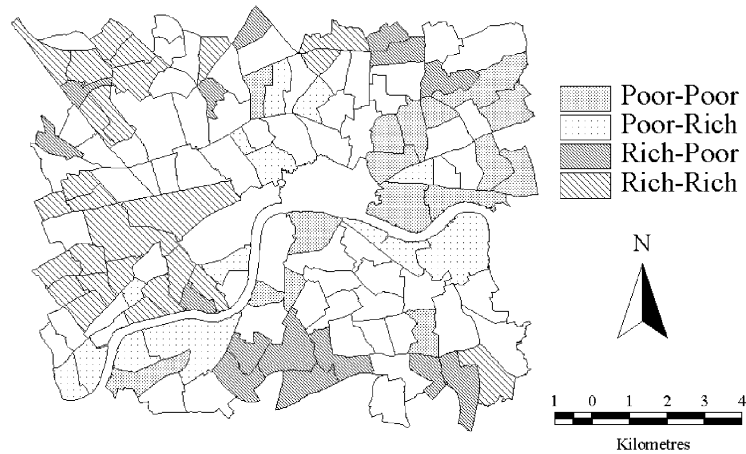 Poor-Poor
Poor-Rich
Rich-Poor
Rich-Rich
N
1 0 1 2 3 4
Kilometres